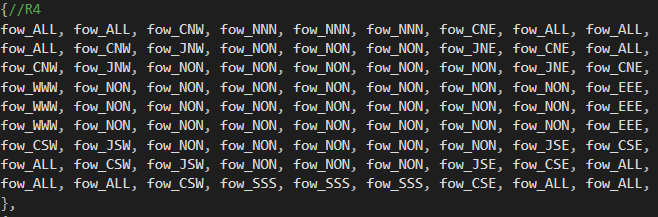 {//R4
fow_ALL, fow_ALL, fow_CNW, fow_NNN, fow_NNN, fow_NNN, fow_CNE, fow_ALL, fow_ALL,
fow_ALL, fow_CNW, fow_JNW, fow_NON, fow_NON, fow_NON, fow_JNE, fow_CNE, fow_ALL,
fow_CNW, fow_JNW, fow_NON, fow_NON, fow_NON, fow_NON, fow_NON, fow_JNE, fow_CNE,
fow_WWW, fow_NON, fow_NON, fow_NON, fow_NON, fow_NON, fow_NON, fow_NON, fow_EEE,
fow_WWW, fow_NON, fow_NON, fow_NON, fow_NON, fow_NON, fow_NON, fow_NON, fow_EEE,
fow_WWW, fow_NON, fow_NON, fow_NON, fow_NON, fow_NON, fow_NON, fow_NON, fow_EEE,
fow_CSW, fow_JSW, fow_NON, fow_NON, fow_NON, fow_NON, fow_NON, fow_JSE, fow_CSE,
fow_ALL, fow_CSW, fow_JSW, fow_NON, fow_NON, fow_NON, fow_JSE, fow_CSE, fow_ALL,
fow_ALL, fow_ALL, fow_CSW, fow_SSS, fow_SSS, fow_SSS, fow_CSE, fow_ALL, fow_ALL,
},